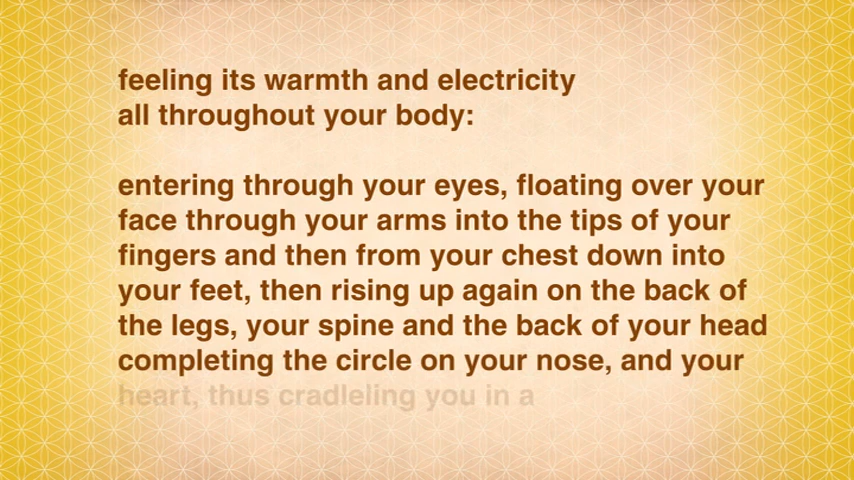 feeling its warmth and electricity
all throughout your body:
entering through your eyes, floating over your
face through your arms into the tips of your
fingers and then from your chest down into
your feet, then rising up again on the back of
the legs, your spine and the back of your head
completing the circle on your nose, and your
heart, thus cradleling you in a